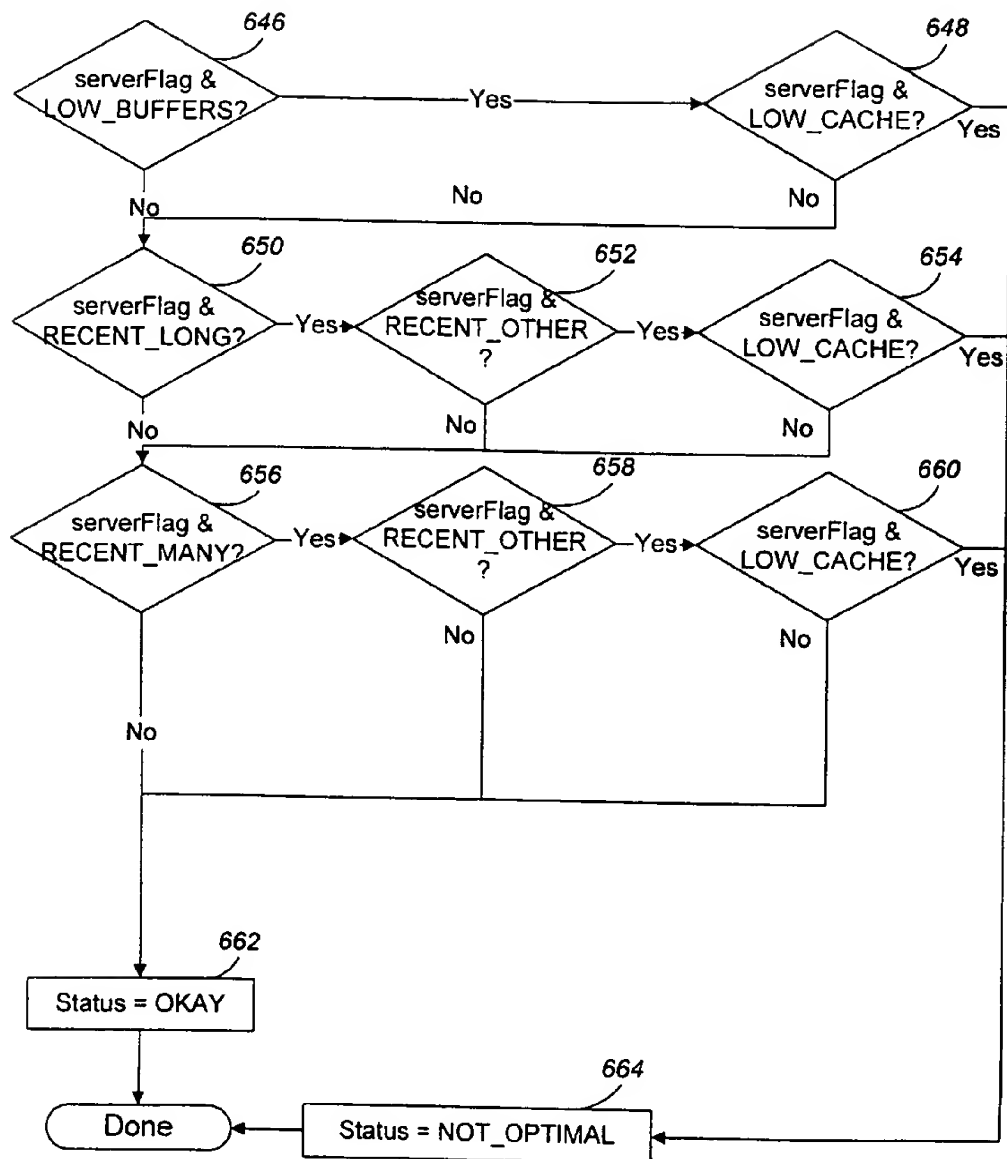 646
serverFlag &
LOW_BUFFERS?
Yes
648
serverFlag &
LOW_CACHE?
Yes
No
No
No
650
serverFlag &
RECENT_LONG?
Yes
652
serverFlag &
RECENT_OTHER
?
Yes
654
serverFlag &
LOW_CACHE?
Yes
No
No
No
656
serverFlag &
RECENT_MANY?
Yes
658
serverFlag &
RECENT_OTHER
?
Yes
660
serverFlag &
LOW_CACHE?
Yes
No
No
No
662
Status = OKAY
664
Done
Status = NOT_OPTIMAL